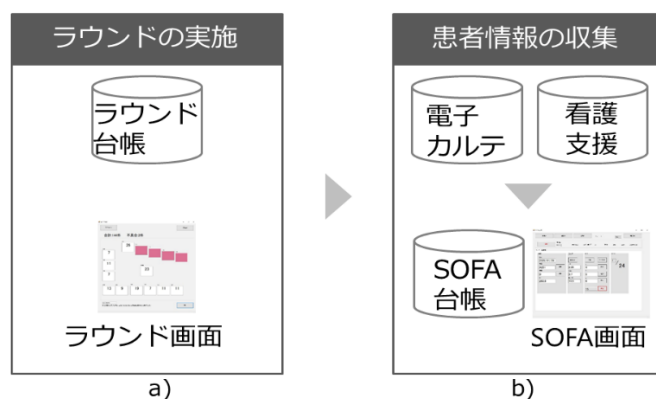 ラウンドの実施
ラウンド
台帳
ラウンド画面
a)
患者情報の収集
電子
カルテ
看護
支援
SOFA
台帳
SOFA画面
b)